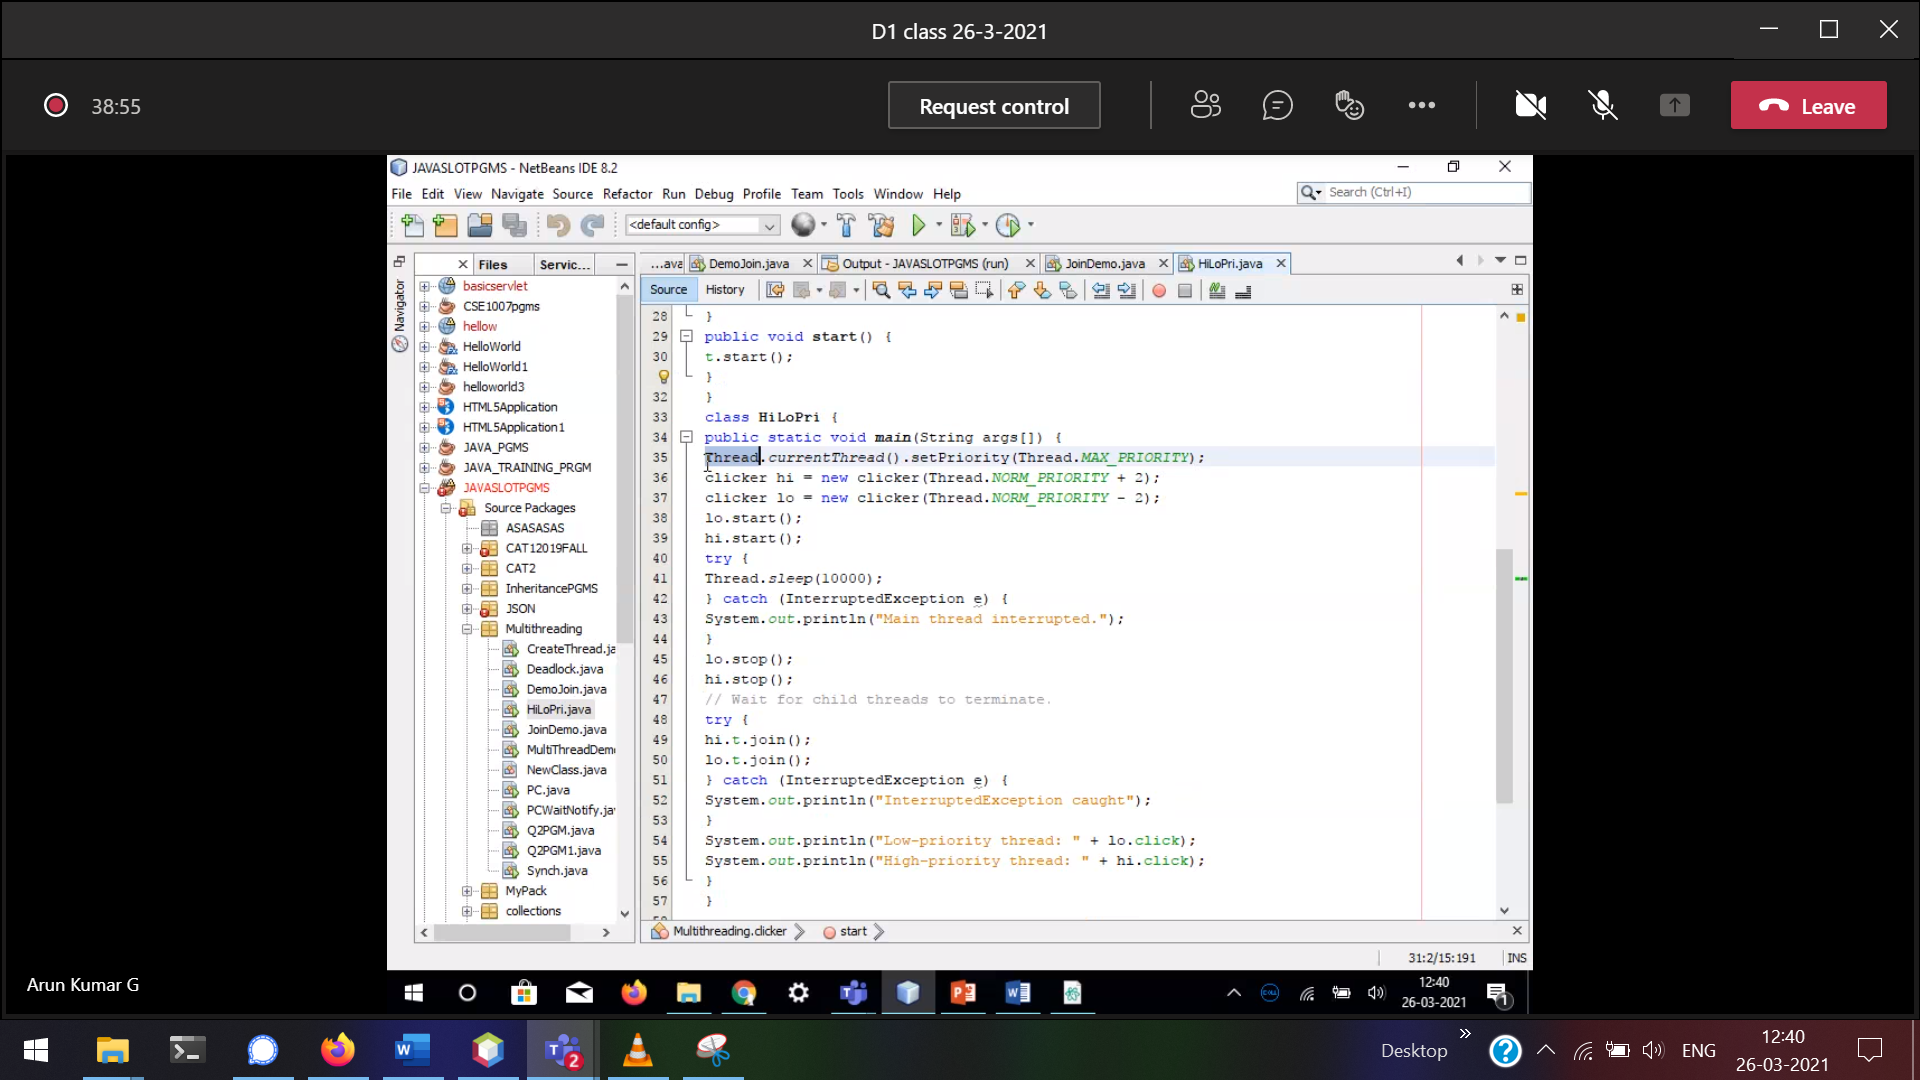 D1 class 26-3-2021
38:55
Request control
Leave
JAVASLOTPGMS - NetBeans IDE 8.2
File Edit View Navigate Source Refactor Run Debug Profile Team Tools Window Help
Search (Ctrl+I)
<default config>
Files
Servic...
...ava
DemoJoin.java
Output - JAVASLOTPGMS (run)
JoinDemo.java
HiLoPri.java
Source
History
Navigator
basicservlet
CSE1007pgms
hellow
HelloWorld
HelloWorld1
helloworld3
HTML5Application
HTML5Application1
JAVA_PGMS
JAVA_TRAINING_PRGM
JAVASLOTPGMS
Source Packages
ASASASAS
CAT12019FALL
CAT2
InheritancePGMS
JSON
Multithreading
CreateThread.ja
Deadlock.java
DemoJoin.java
HiLoPri.java
JoinDemo.java
MultiThreadDem
NewClass.java
PC.java
PCWaitNotify.ja
Q2PGM.java
Q2PGM1.java
Synch.java
MyPack
collections
28 }
29 public void start() {
30 t.start();
}
32 }
33 class HiLoPri {
34 public static void main(String args[]) {
35 Thread.currentThread().setPriority(Thread.MAX_PRIORITY);
36 clicker hi = new clicker(Thread.NORM_PRIORITY + 2);
37 clicker lo = new clicker(Thread.NORM_PRIORITY - 2);
38 lo.start();
39 hi.start();
40 try {
41 Thread.sleep(10000);
42 } catch (InterruptedException e) {
43 System.out.println("Main thread interrupted.");
44 }
45 lo.stop();
46 hi.stop();
47 // Wait for child threads to terminate.
48 try {
49 hi.t.join();
50 lo.t.join();
51 } catch (InterruptedException e) {
52 System.out.println("InterruptedException caught");
53 }
54 System.out.println("Low-priority thread: " + lo.click);
55 System.out.println("High-priority thread: " + hi.click);
56 }
57 }
Multithreading.clicker
start
31:2/15:191
INS
Arun Kumar G
12:40
26-03-2021
1
2
Desktop
ENG
12:40
26-03-2021